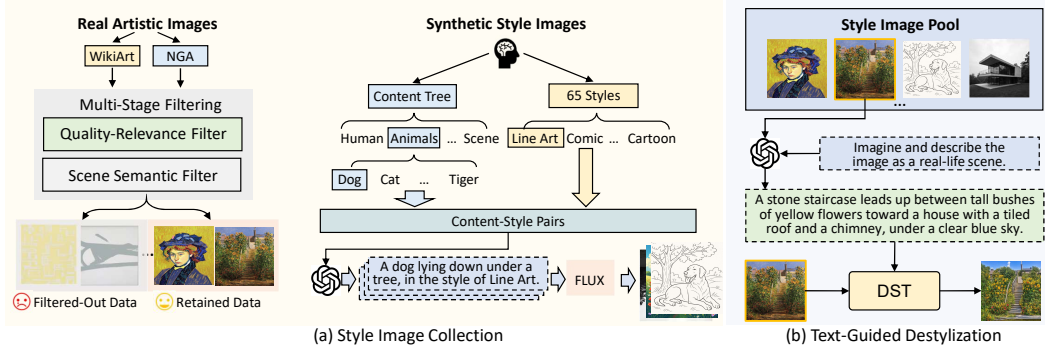 Real Artistic Images
WikiArt
NGA
Multi-Stage Filtering
Quality-Relevance Filter
Scene Semantic Filter
...
Filtered-Out Data
Retained Data
Synthetic Style Images
Content Tree
65 Styles
Human Animals ... Scene
Line Art Comic ... Cartoon
Dog Cat ... Tiger
Content-Style Pairs
A dog lying down under a
tree, in the style of Line Art.
FLUX
(a) Style Image Collection
Style Image Pool
...
Imagine and describe the
image as a real-life scene.
A stone staircase leads up between tall bushes
of yellow flowers toward a house with a tiled
roof and a chimney, under a clear blue sky.
DST
(b) Text-Guided Destylization